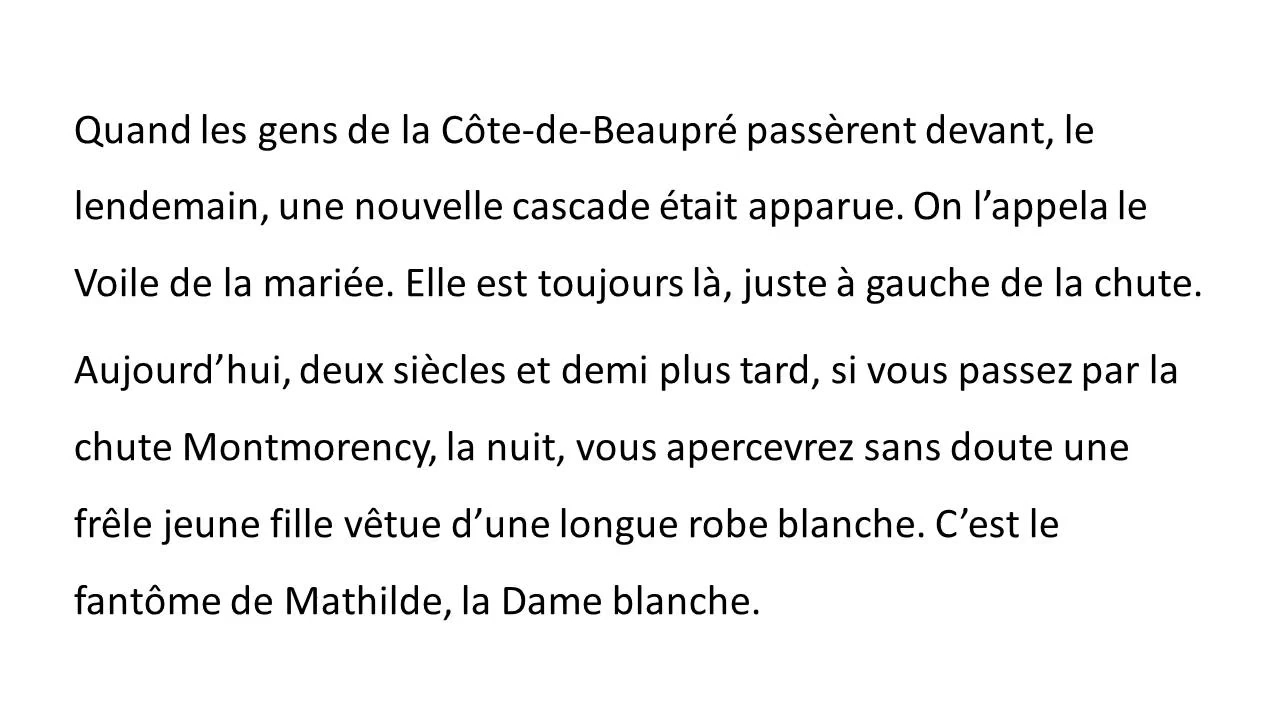 Quand les gens de la Côte-de-Beaupré passèrent devant, le
lendemain, une nouvelle cascade était apparue. On l’appela le
Voile de la mariée. Elle est toujours là, juste à gauche de la chute.
Aujourd’hui, deux siècles et demi plus tard, si vous passez par la
chute Montmorency, la nuit, vous apercevrez sans doute une
frêle jeune fille vêtue d’une longue robe blanche. C’est le
fantôme de Mathilde, la Dame blanche.